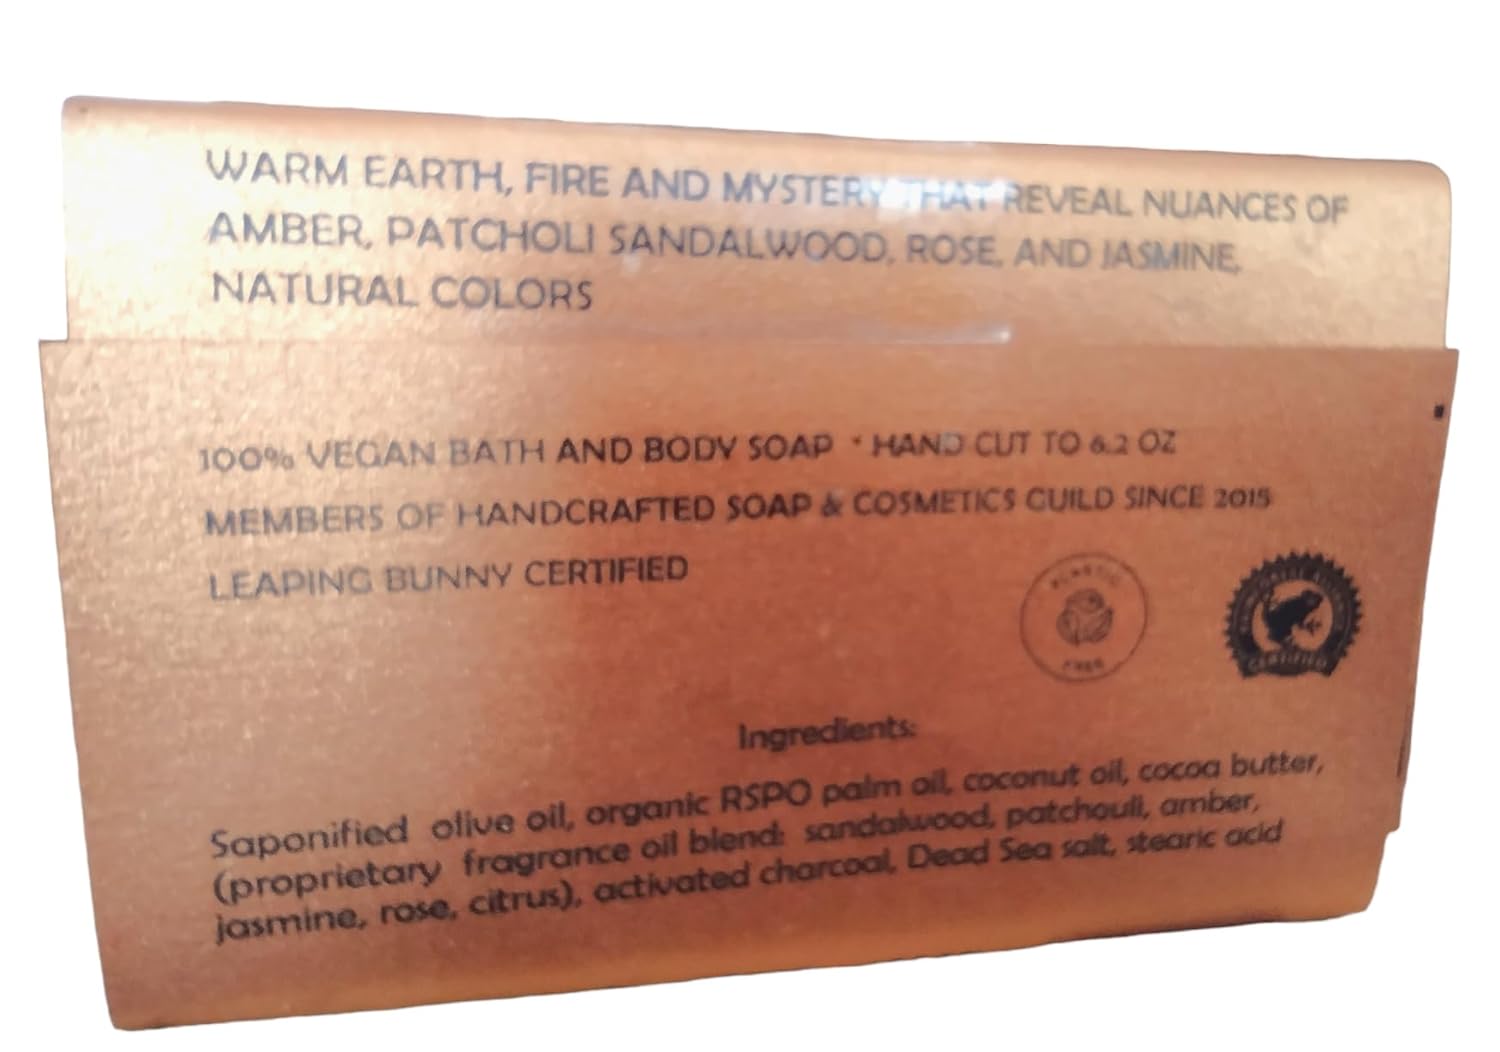 WARM EARTH, FIRE AND MYSTERY THAT REVEAL NUANCES OF
AMBER, PATCHOLI SANDALWOOD, ROSE, AND JASMINE,
NATURAL COLORS
100% VEGAN BATH AND BODY SOAP * HAND CUT TO 6.2 OZ
MEMBERS OF HANDCRAFTED SOAP & COSMETICS GUILD SINCE 2015
LEAPING BUNNY CERTIFIED
PLASTIC
FREE
CERTIFIED
Ingredients:
Saponified olive oil, organic RSPO palm oil, coconut oil, cocoa butter,
(proprietary fragrance oil blend: sandalwood, patchouli, amber,
jasmine, rose, citrus), activated charcoal, Dead Sea salt, stearic acid